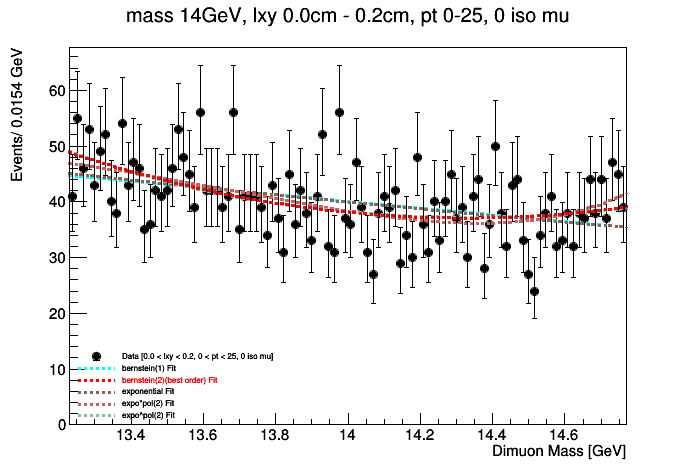 mass 14GeV, lxy 0.0cm - 0.2cm, pt 0-25, 0 iso mu
Events/ 0.0154 GeV
60
50
40
30
20
10
0
Data [0.0 < lxy < 0.2, 0 < pt < 25, 0 iso mu]
bernstein(1) Fit
bernstein(2)(best order) Fit
exponential Fit
expo*pol(2) Fit
expo^pol(2) Fit
13.4 13.6 13.8 14 14.2 14.4 14.6
Dimuon Mass [GeV]